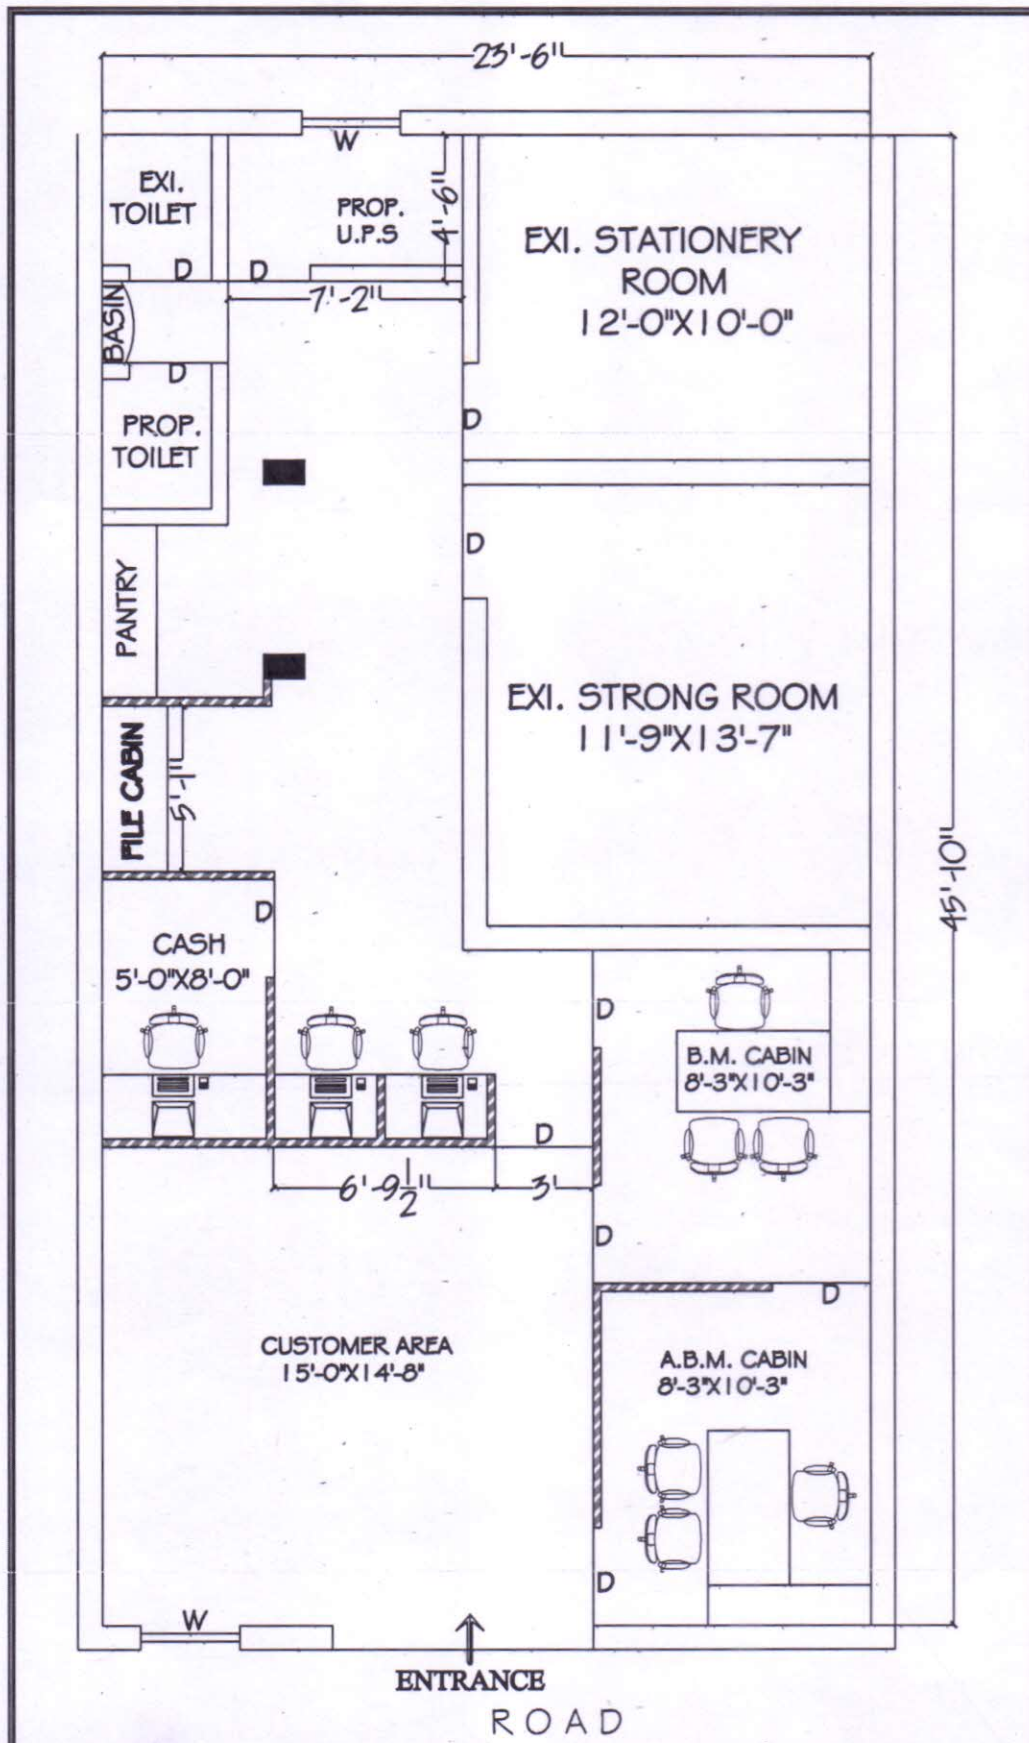 23'-6"
W
EXI.
TOILET
PROP.
U.P.S
4'-6"
EXI. STATIONERY
ROOM
12'-0"X10'-0"
D
D
7'-2"
BASIN
D
D
PROP.
TOILET
D
PANTRY
EXI. STRONG ROOM
11'-9"X13'-7"
FILE CABIN
5'-1"
45'-10"
D
CASH
5'-0"X8'-0"
D
B.M. CABIN
8'-3"X10'-3"
D
6'-9 1/2"
3'
D
D
CUSTOMER AREA
15'-0"X14'-8"
A.B.M. CABIN
8'-3"X10'-3"
D
W
ENTRANCE
ROAD